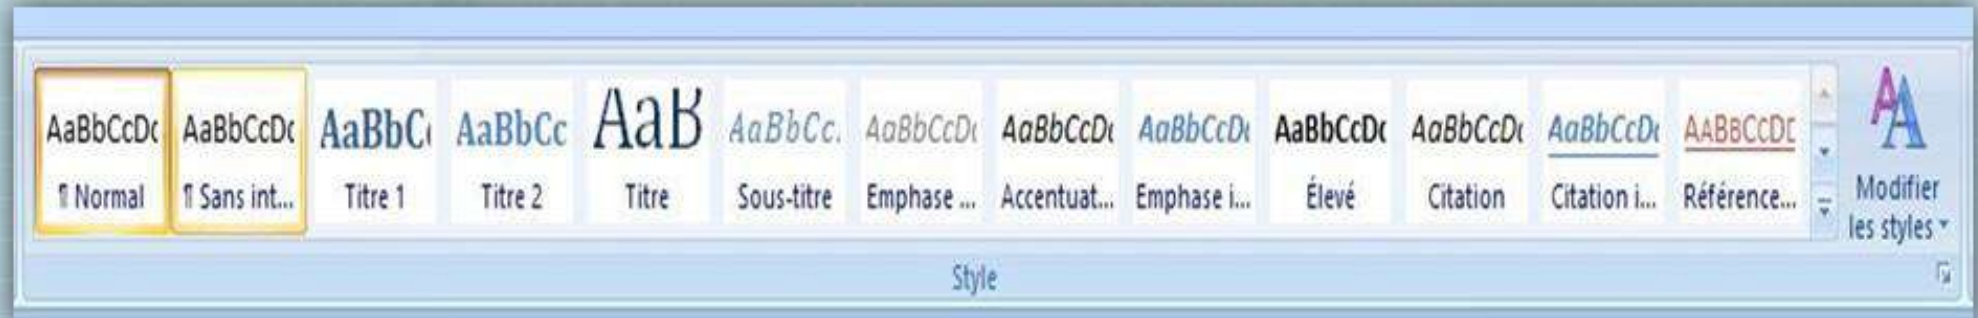 AaBbCcDc AaBbCcDc AaBbC AaBbCc AaB AaBbCc. AaBbCcDc AaBbCcDc AaBbCcDc AaBbCcDc AaBbCcDc AaBbCcDc AABBCCDC
¶ Normal ¶ Sans int... Titre 1 Titre 2 Titre Sous-titre Emphase ... Accentuat... Emphase i... Élevé Citation Citation i... Référence...
Modifier
les styles
Style